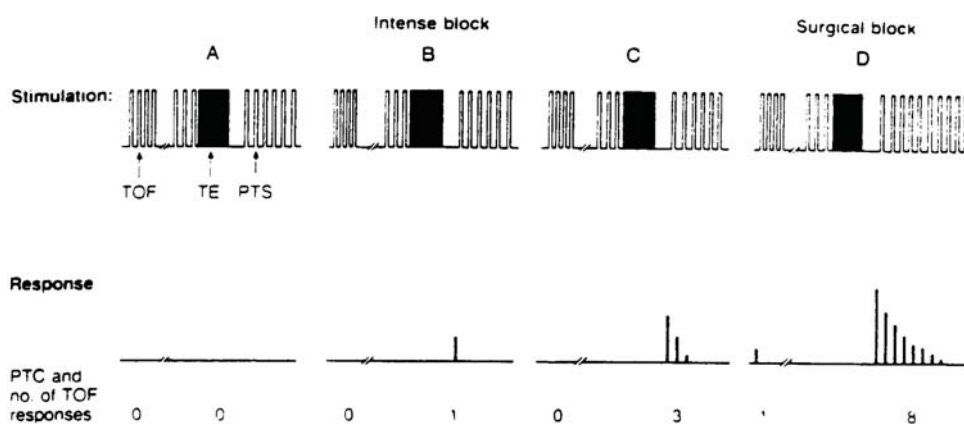 Intense block
Surgical block
A
B
C
D
Stimulation:
TOF
TE
PTS
Response
PTC and
no. of TOF
responses
0 0 0 1 0 3 1 8